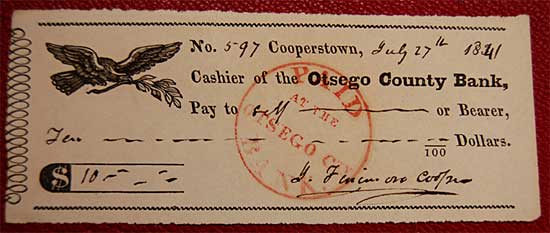 No. 597 Cooperstown, July 27th 1841
Cashier of the Otsego County Bank,
Pay to or Bearer,
Ten /100 Dollars.
$ 10
J. Fenimore Cooper
PAID
AT THE
OTSEGO CO.
BANK